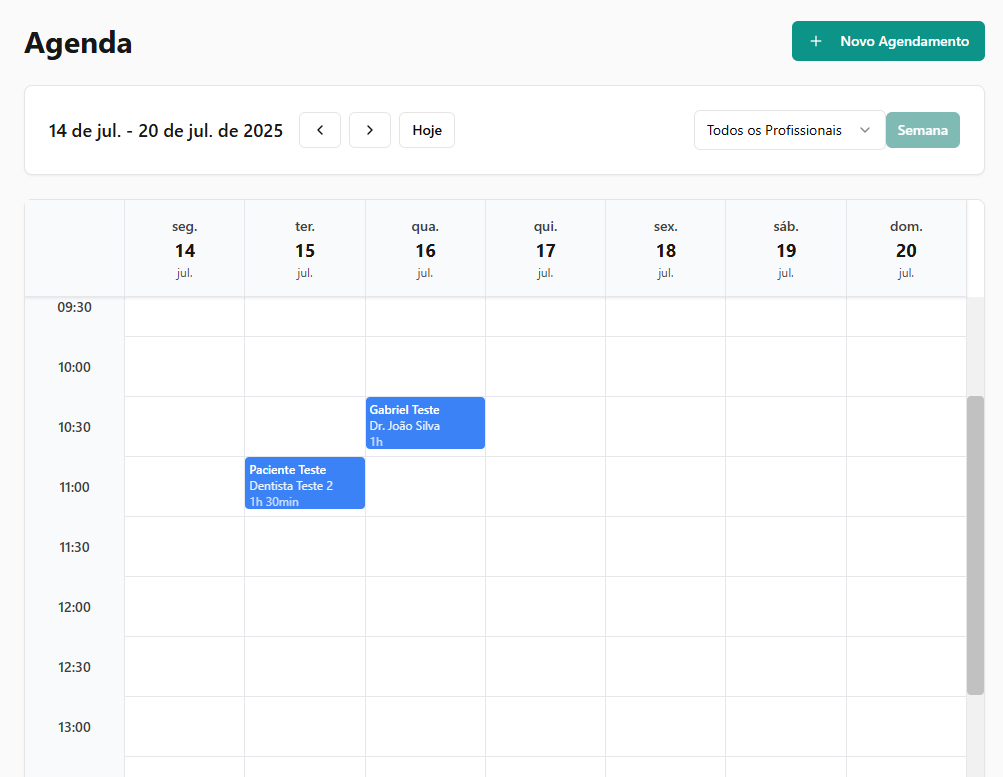 Agenda
+ Novo Agendamento
14 de jul. - 20 de jul. de 2025
Hoje
Todos os Profissionais
Semana
seg. ter. qua. qui. sex. sáb. dom.
14 15 16 17 18 19 20
jul. jul. jul. jul. jul. jul. jul.
09:30
10:00
Gabriel Teste
10:30 Dr. João Silva
1h
Paciente Teste
11:00 Dentista Teste 2
1h 30min
11:30
12:00
12:30
13:00